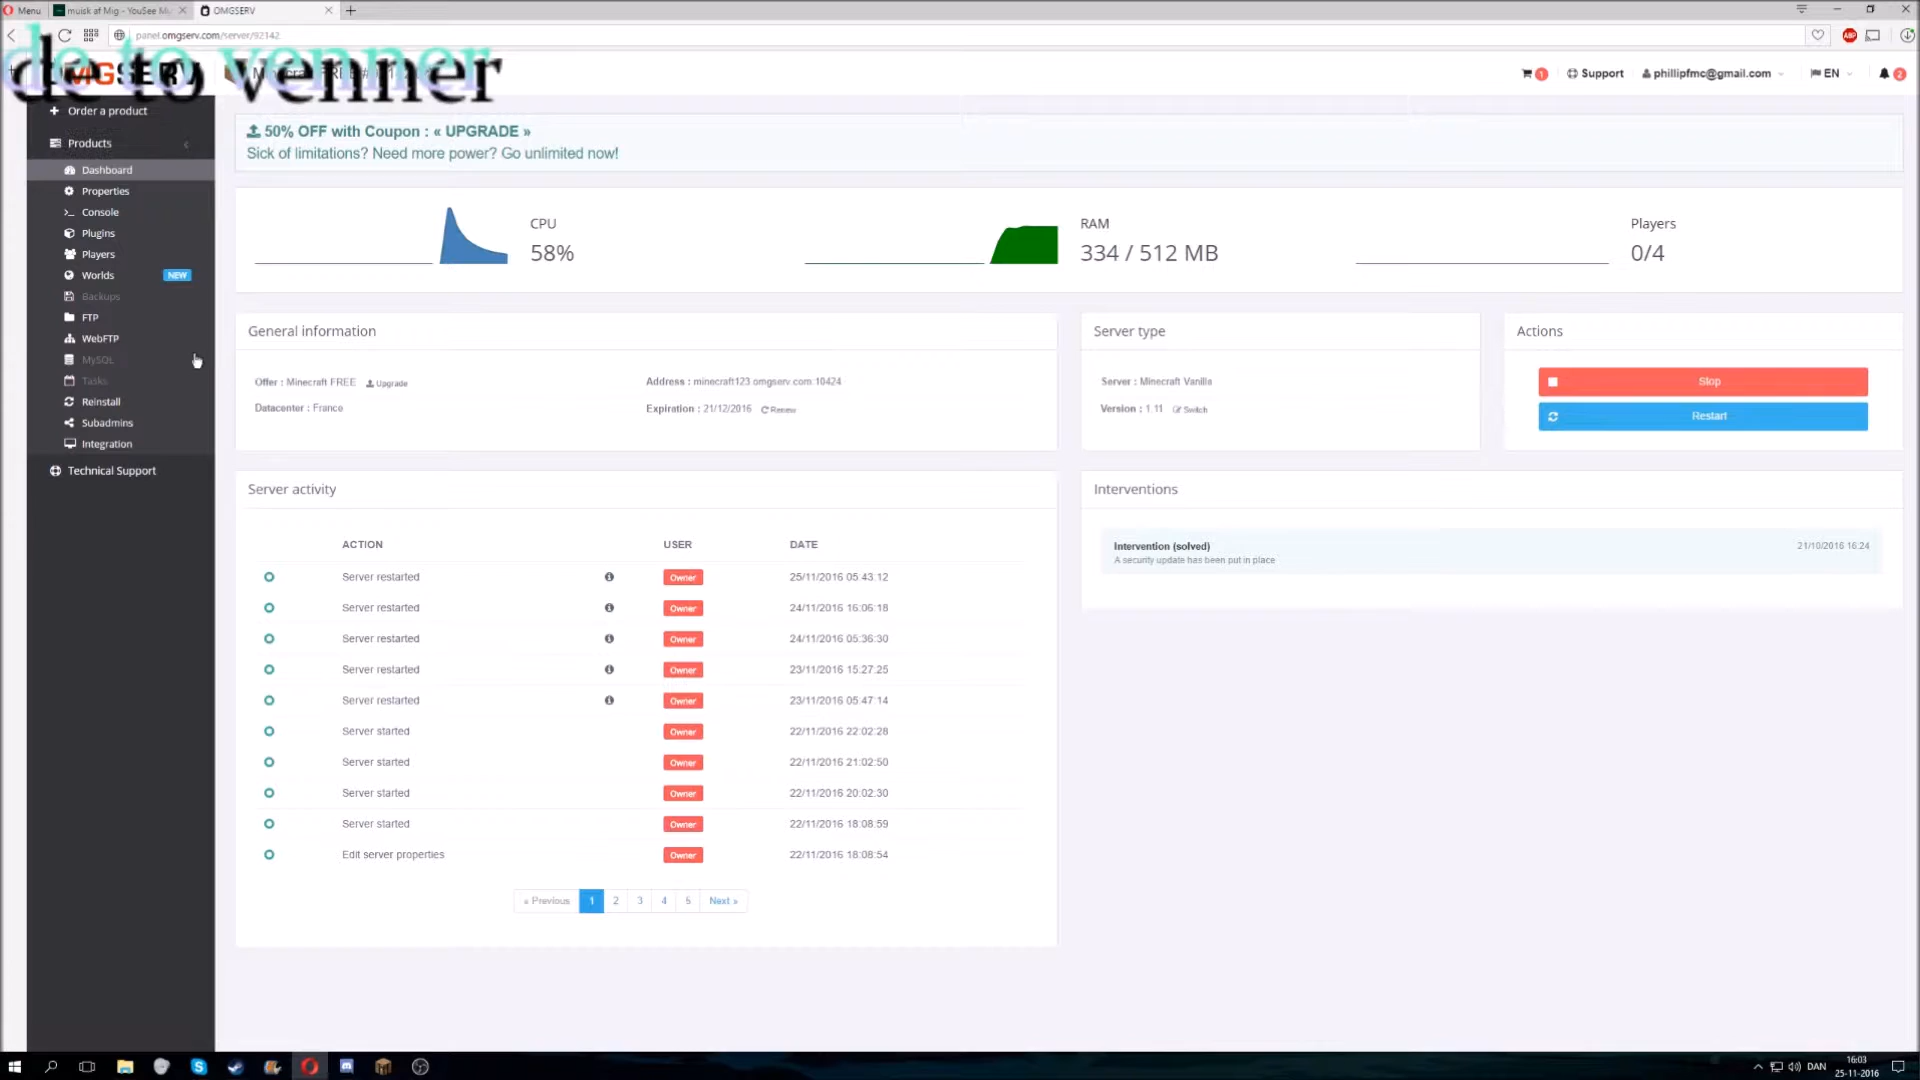 Menu
muisk af Mig - YouSee Mu
OMGSERV
panel.omgserv.com/server/92142
de to venner
de to venner
OMGSERV
1
Support
phillipfmc@gmail.com
EN
2
Order a product
Products
Dashboard
Properties
Console
Plugins
Players
Worlds NEW
Backups
FTP
WebFTP
MySQL
Tasks
Reinstall
Subadmins
Integration
Technical Support
50% OFF with Coupon : « UPGRADE »
Sick of limitations? Need more power? Go unlimited now!
CPU
58%
RAM
334 / 512 MB
Players
0/4
General information
Offer : Minecraft FREE Upgrade
Address : minecraft123.omgserv.com:10424
Datacenter : France
Expiration : 21/12/2016 Renew
Server type
Server : Minecraft Vanilla
Version : 1.11 Switch
Actions
Stop
Restart
Server activity
ACTION USER DATE
Server restarted Owner 25/11/2016 05:43:12
Server restarted Owner 24/11/2016 16:06:18
Server restarted Owner 24/11/2016 05:36:30
Server restarted Owner 23/11/2016 15:27:25
Server restarted Owner 23/11/2016 05:47:14
Server started Owner 22/11/2016 22:02:28
Server started Owner 22/11/2016 21:02:50
Server started Owner 22/11/2016 20:02:30
Server started Owner 22/11/2016 18:08:59
Edit server properties Owner 22/11/2016 18:08:54
« Previous 1 2 3 4 5 Next »
Interventions
Intervention (solved) 21/10/2016 16:24
A security update has been put in place
DAN
16:03
25-11-2016